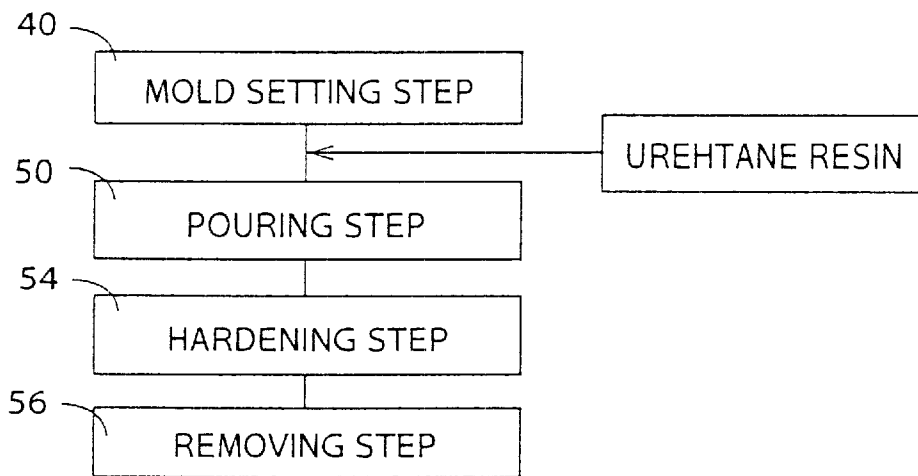 40
MOLD SETTING STEP
UREHTANE RESIN
50
POURING STEP
54
HARDENING STEP
56
REMOVING STEP